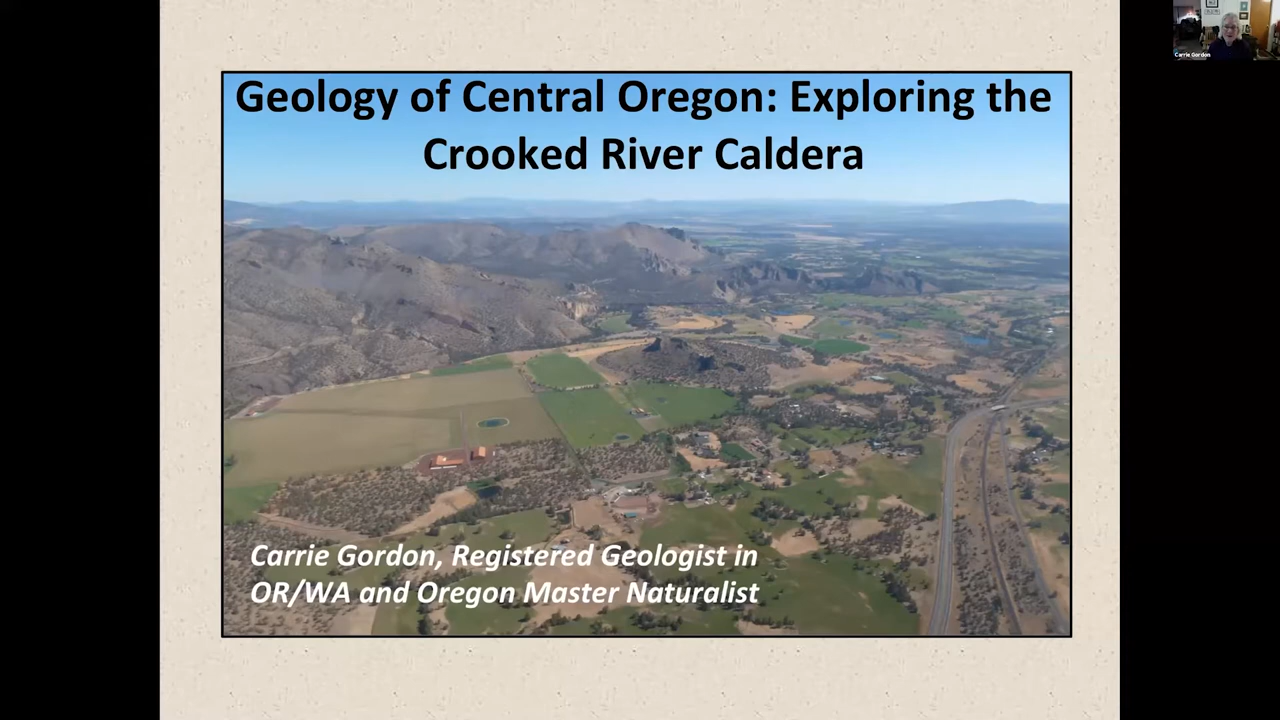 Geology of Central Oregon: Exploring the
Crooked River Caldera
Carrie Gordon, Registered Geologist in
OR/WA and Oregon Master Naturalist
Carrie Gordon